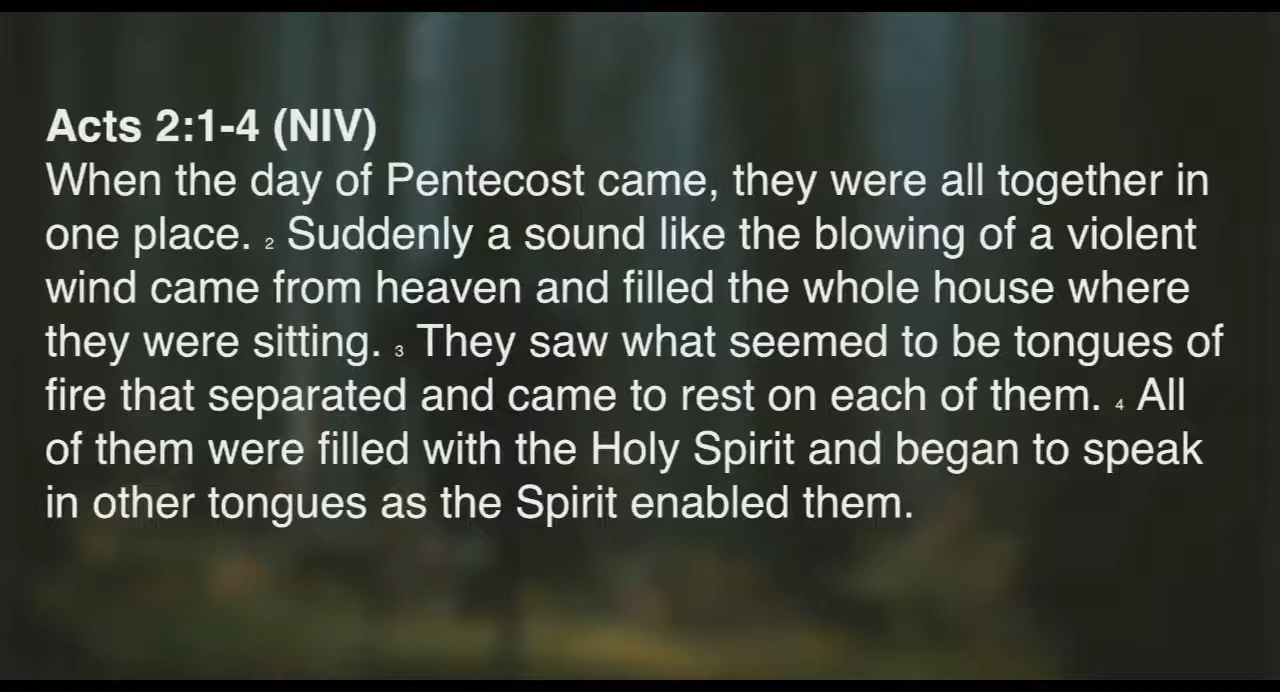 Acts 2:1-4 (NIV)
When the day of Pentecost came, they were all together in
one place. 2 Suddenly a sound like the blowing of a violent
wind came from heaven and filled the whole house where
they were sitting. 3 They saw what seemed to be tongues of
fire that separated and came to rest on each of them. 4 All
of them were filled with the Holy Spirit and began to speak
in other tongues as the Spirit enabled them.